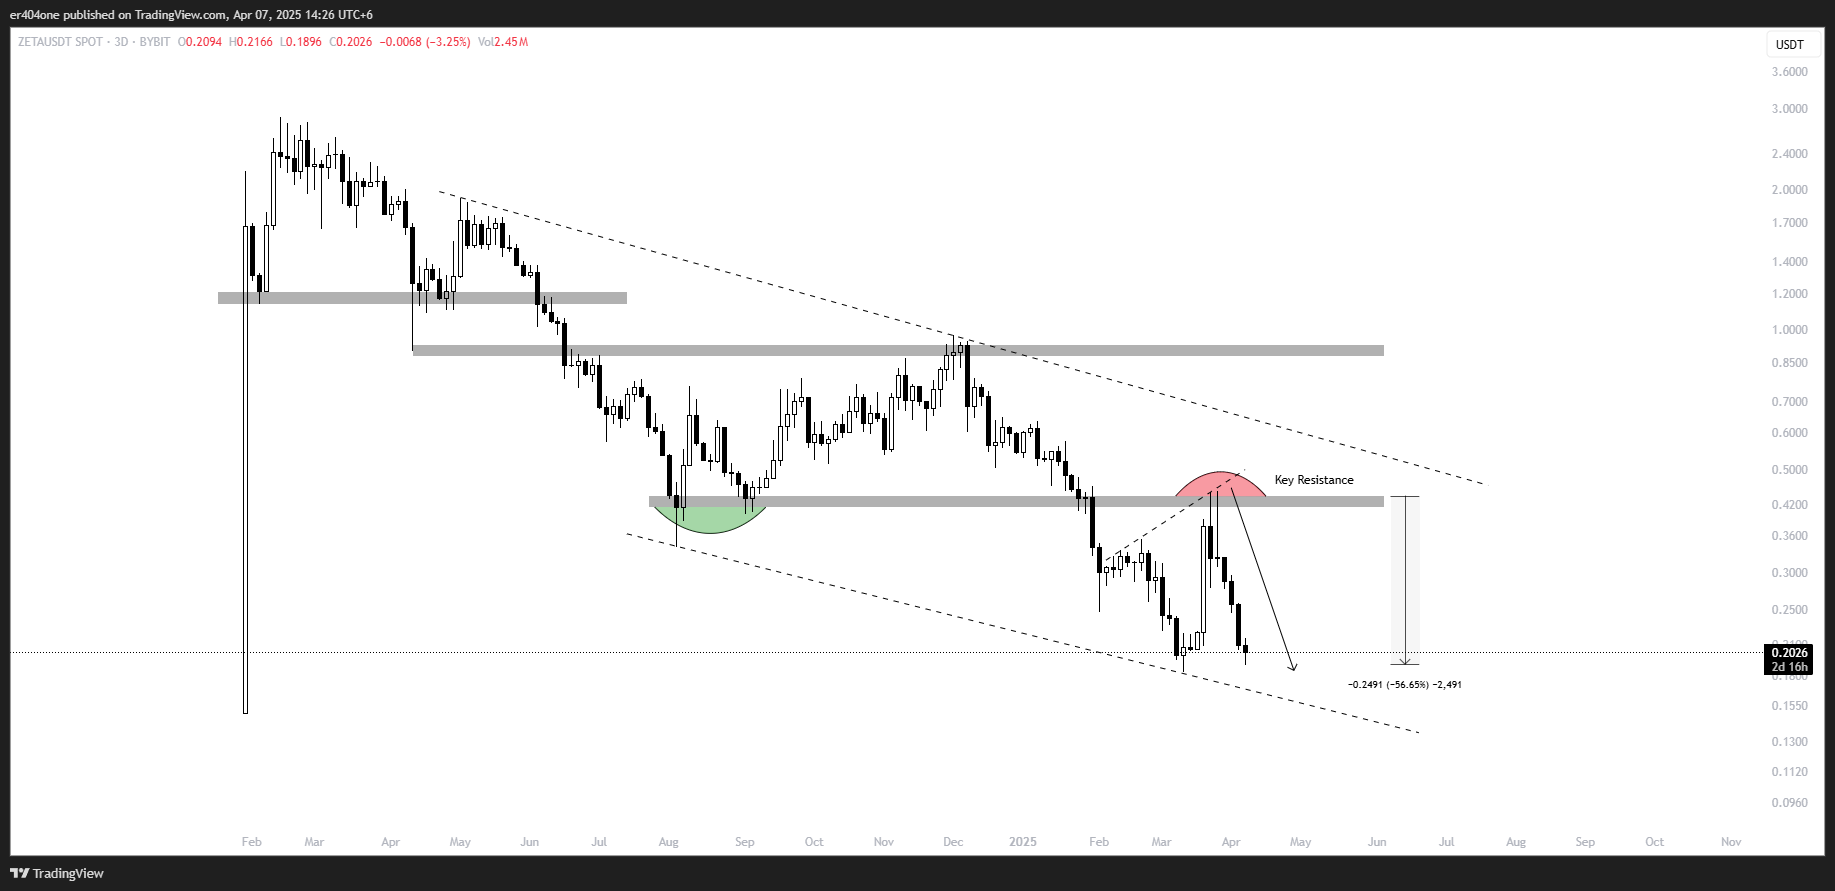 er404one published on TradingView.com, Apr 07, 2025 14:26 UTC+6
ZETAUSDT SPOT · 3D · BYBIT O0.2094 H0.2166 L0.1896 C0.2026 −0.0068 (−3.25%) Vol2.45M
USDT
3.6000
3.0000
2.4000
2.0000
1.7000
1.4000
1.2000
1.0000
0.8500
0.7000
0.6000
Key Resistance
0.5000
0.4200
0.3600
0.3000
0.2500
0.2026
2d 16h
−0.2491 (−56.65%) −2,491
0.1550
0.1300
0.1120
0.0960
Feb Mar Apr May Jun Jul Aug Sep Oct Nov Dec 2025 Feb Mar Apr May Jun Jul Aug Sep Oct Nov
TradingView